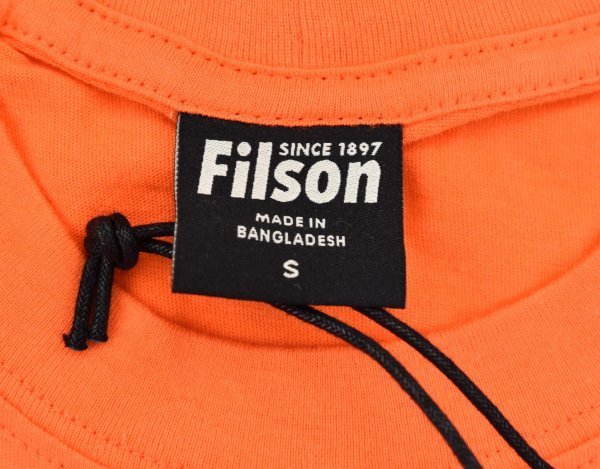 SINCE 1897
Filson
MADE IN
BANGLADESH
S